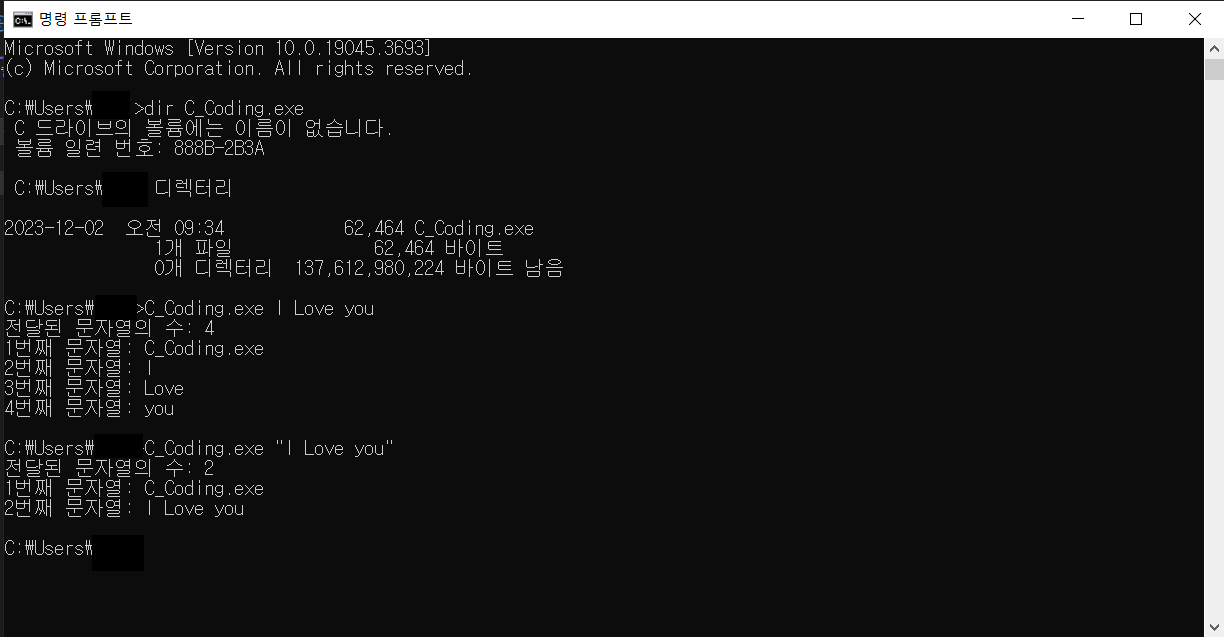 명령 프롬프트
Microsoft Windows [Version 10.0.19045.3693]
(c) Microsoft Corporation. All rights reserved.
C:₩Users₩ >dir C_Coding.exe
C 드라이브의 볼륨에는 이름이 없습니다.
볼륨 일련 번호: 888B-2B3A
C:₩Users₩ 디렉터리
2023-12-02 오전 09:34 62,464 C_Coding.exe
1개 파일 62,464 바이트
0개 디렉터리 137,612,980,224 바이트 남음
C:₩Users₩ >C_Coding.exe I Love you
전달된 문자열의 수: 4
1번째 문자열: C_Coding.exe
2번째 문자열: I
3번째 문자열: Love
4번째 문자열: you
C:₩Users₩ C_Coding.exe "I Love you"
전달된 문자열의 수: 2
1번째 문자열: C_Coding.exe
2번째 문자열: I Love you
C:₩Users₩